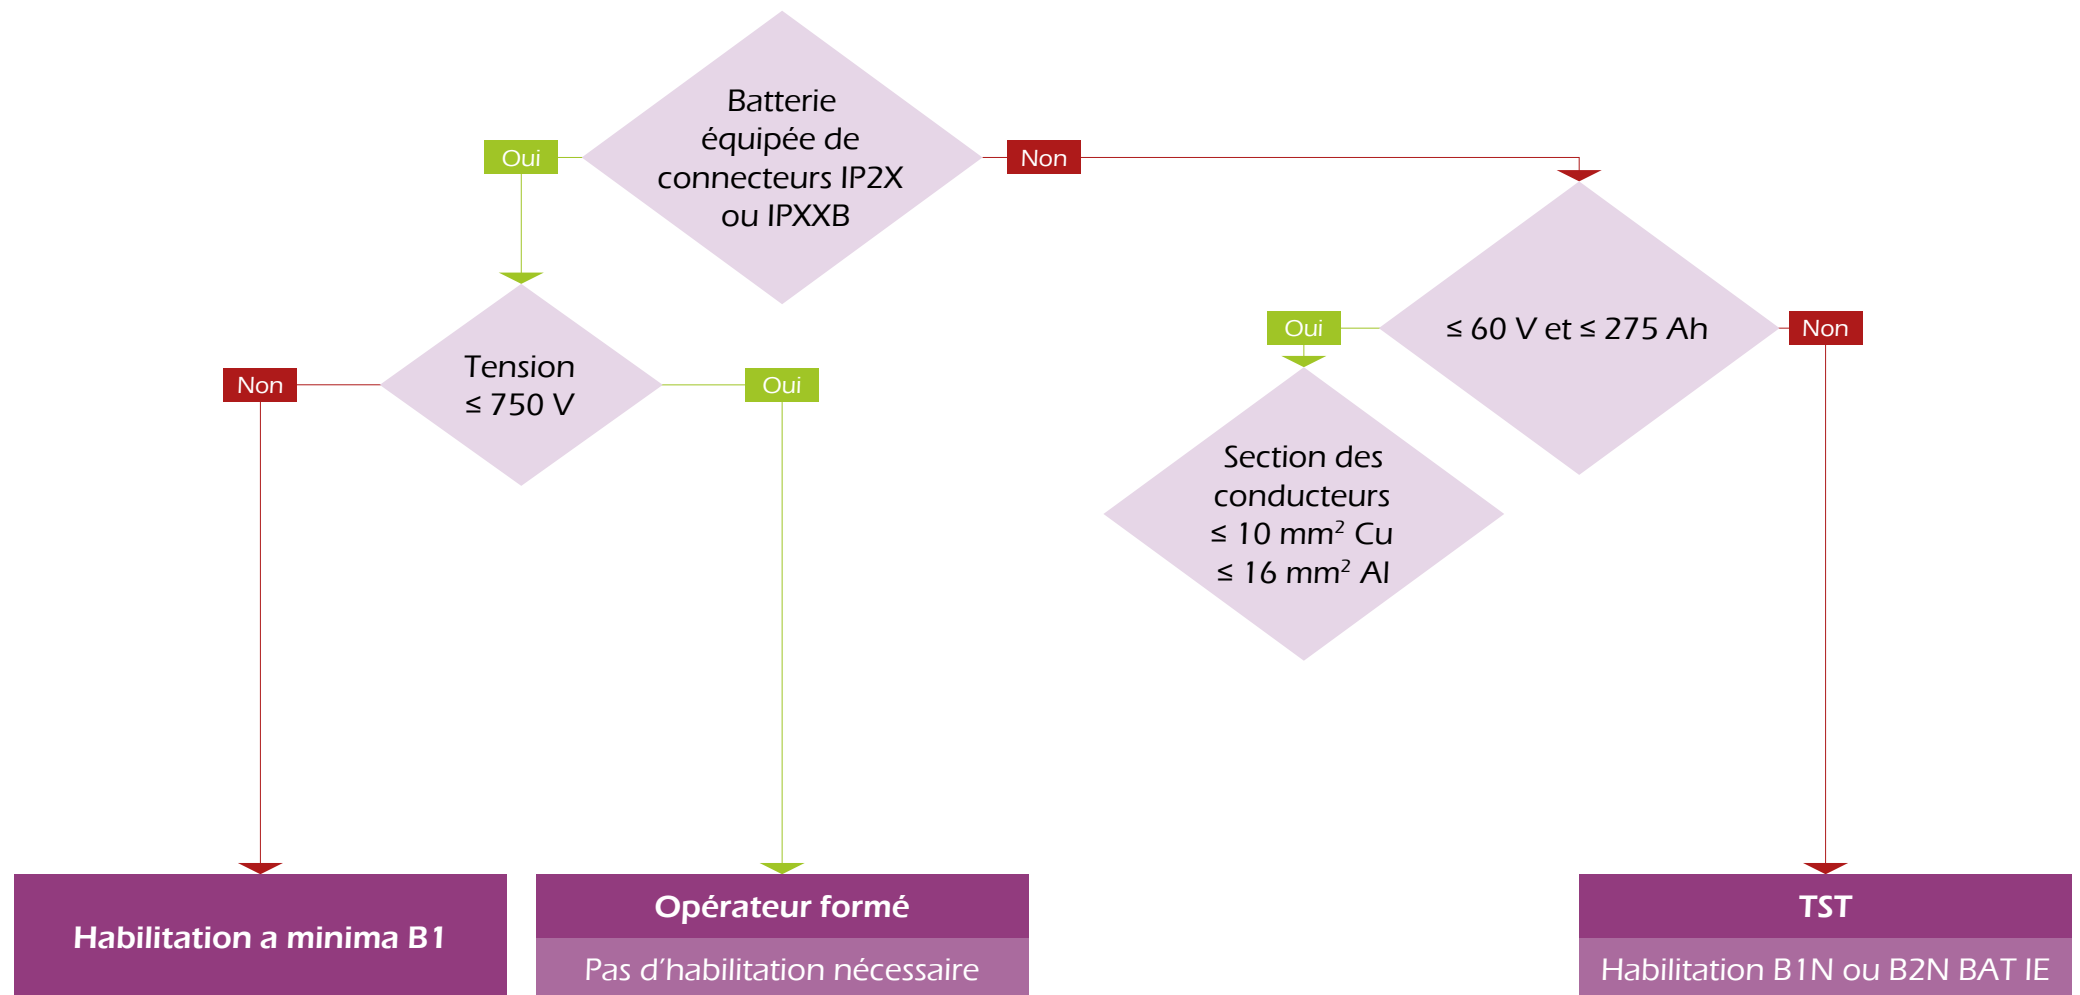 Batterie
équipée de
connecteurs IP2X
ou IPXXB
Oui
Non
Tension
≤ 750 V
Non
Oui
≤ 60 V et ≤ 275 Ah
Oui
Non
Section des
conducteurs
≤ 10 mm² Cu
≤ 16 mm² Al
Habilitation a minima B1
Opérateur formé
Pas d’habilitation nécessaire
TST
Habilitation B1N ou B2N BAT IE